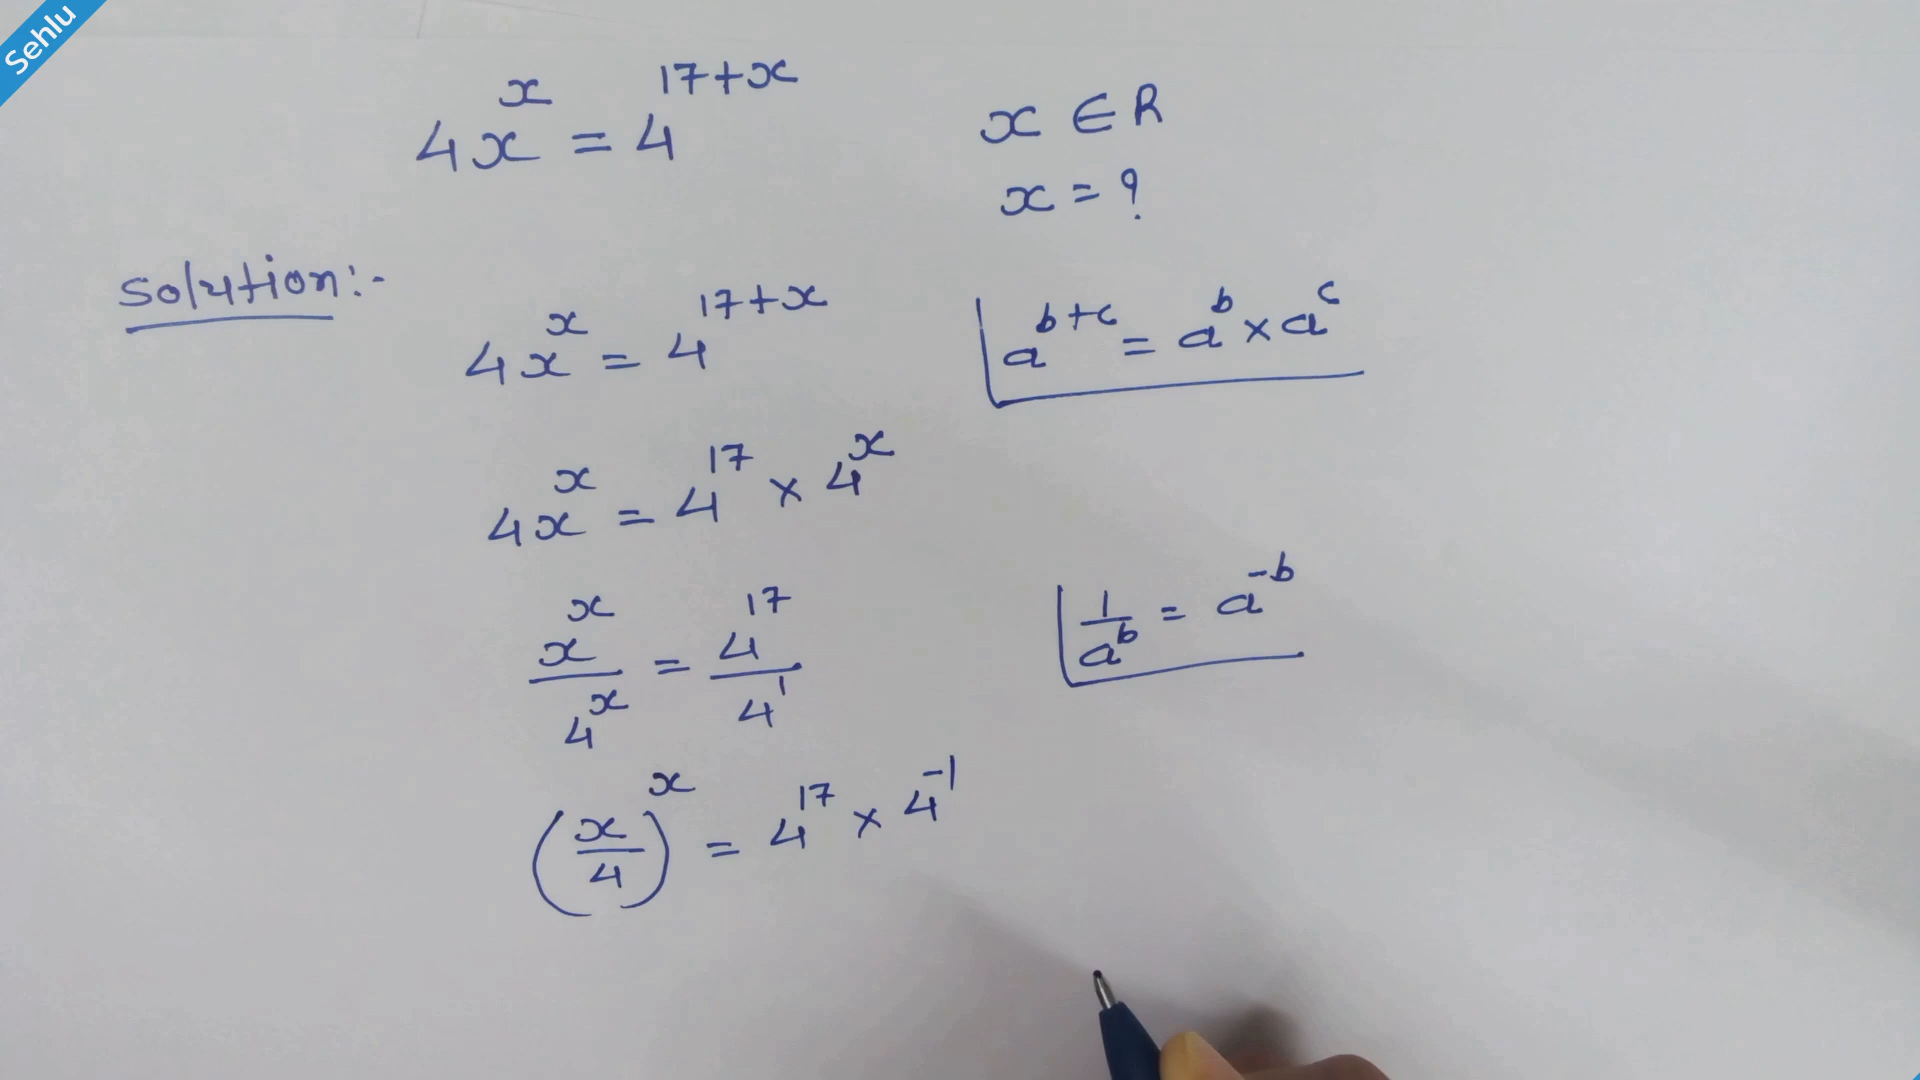 Sehlu
4x^x = 4^(17+x)
x ∈ R
x = ?
Solution:-
4x^x = 4^(17+x)
a^(b+c) = a^b × a^c
4x^x = 4^17 × 4^x
x^x/4^x = 4^17/4^1
1/a^b = a^(-b)
(x/4)^x = 4^17 × 4^(-1)